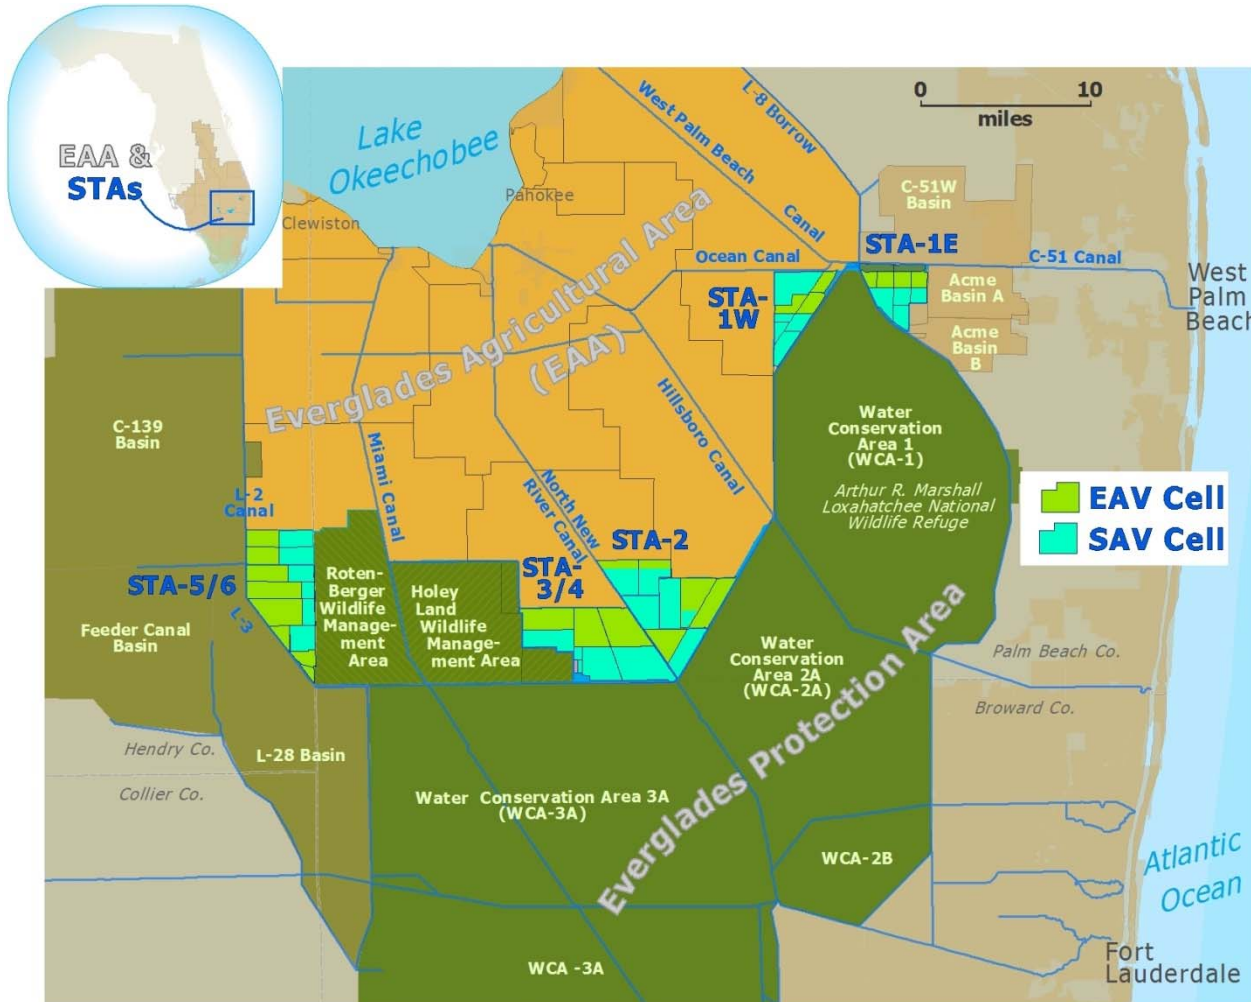 EAA &
STAs
Lake
Okeechobee
Clewiston
Pahokee
West Palm Beach
Canal
L-8 Borrow
0 10
miles
C-51W
Basin
STA-1E
Ocean Canal
C-51 Canal
STA-
1W
Acme
Basin A
Acme
Basin
B
West
Palm
Beach
Everglades Agricultural Area
(EAA)
Hillsboro Canal
C-139
Basin
Miami Canal
L-2
Canal
North New
River Canal
Water
Conservation
Area 1
(WCA-1)
Arthur R. Marshall
Loxahatchee National
Wildlife Refuge
EAV Cell
SAV Cell
STA-2
STA-
3/4
STA-5/6
L-3
Roten-
Berger
Wildlife
Manage-
ment
Area
Holey
Land
Wildlife
Manage-
ment Area
Feeder Canal
Basin
Water
Conservation
Area 2A
(WCA-2A)
Palm Beach Co.
Broward Co.
Everglades Protection Area
Hendry Co.
Collier Co.
L-28 Basin
Water Conservation Area 3A
(WCA-3A)
WCA-2B
Atlantic
Ocean
WCA -3A
Fort
Lauderdale